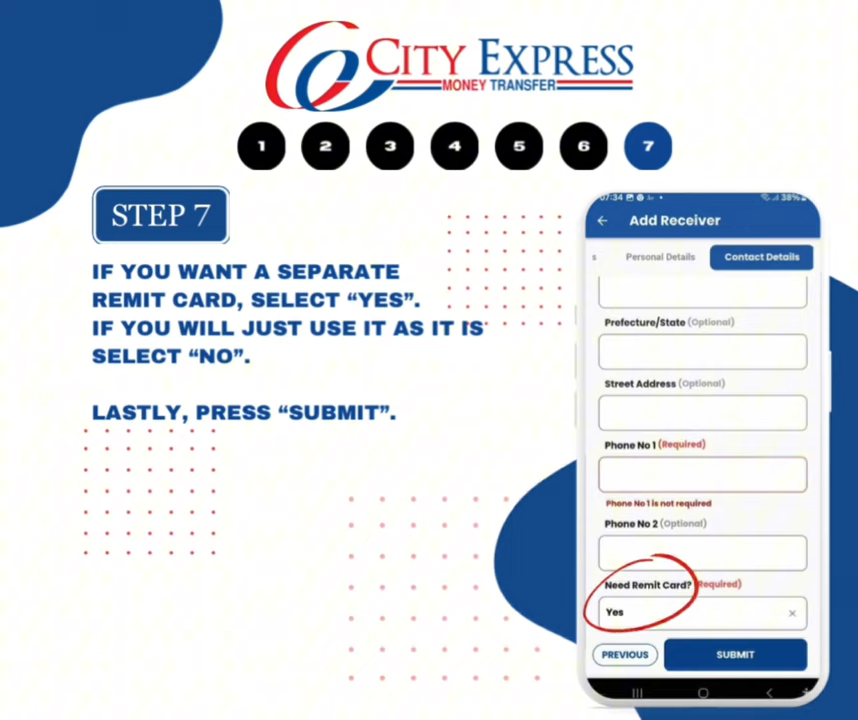 CITY EXPRESS
MONEY TRANSFER
1 2 3 4 5 6 7
STEP 7
IF YOU WANT A SEPARATE
REMIT CARD, SELECT “YES”.
IF YOU WILL JUST USE IT AS IT IS
SELECT “NO”.
LASTLY, PRESS “SUBMIT”.
07:34 38%
Add Receiver
s Personal Details Contact Details
Prefecture/State (Optional)
Street Address (Optional)
Phone No 1 (Required)
Phone No 1 is not required
Phone No 2 (Optional)
Need Remit Card? (Required)
Yes ×
PREVIOUS SUBMIT